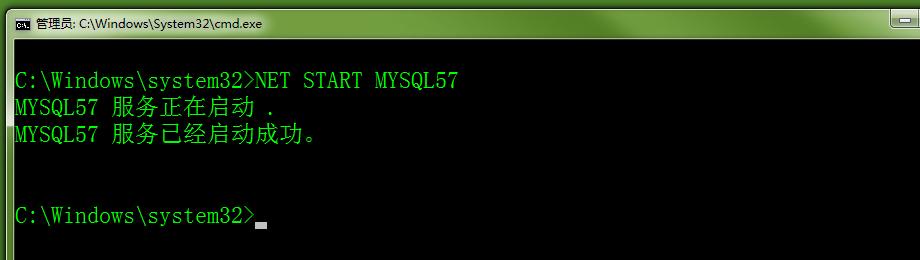 管理员: C:\Windows\System32\cmd.exe
C:\Windows\system32>NET START MYSQL57
MYSQL57 服务正在启动 .
MYSQL57 服务已经启动成功。
C:\Windows\system32>